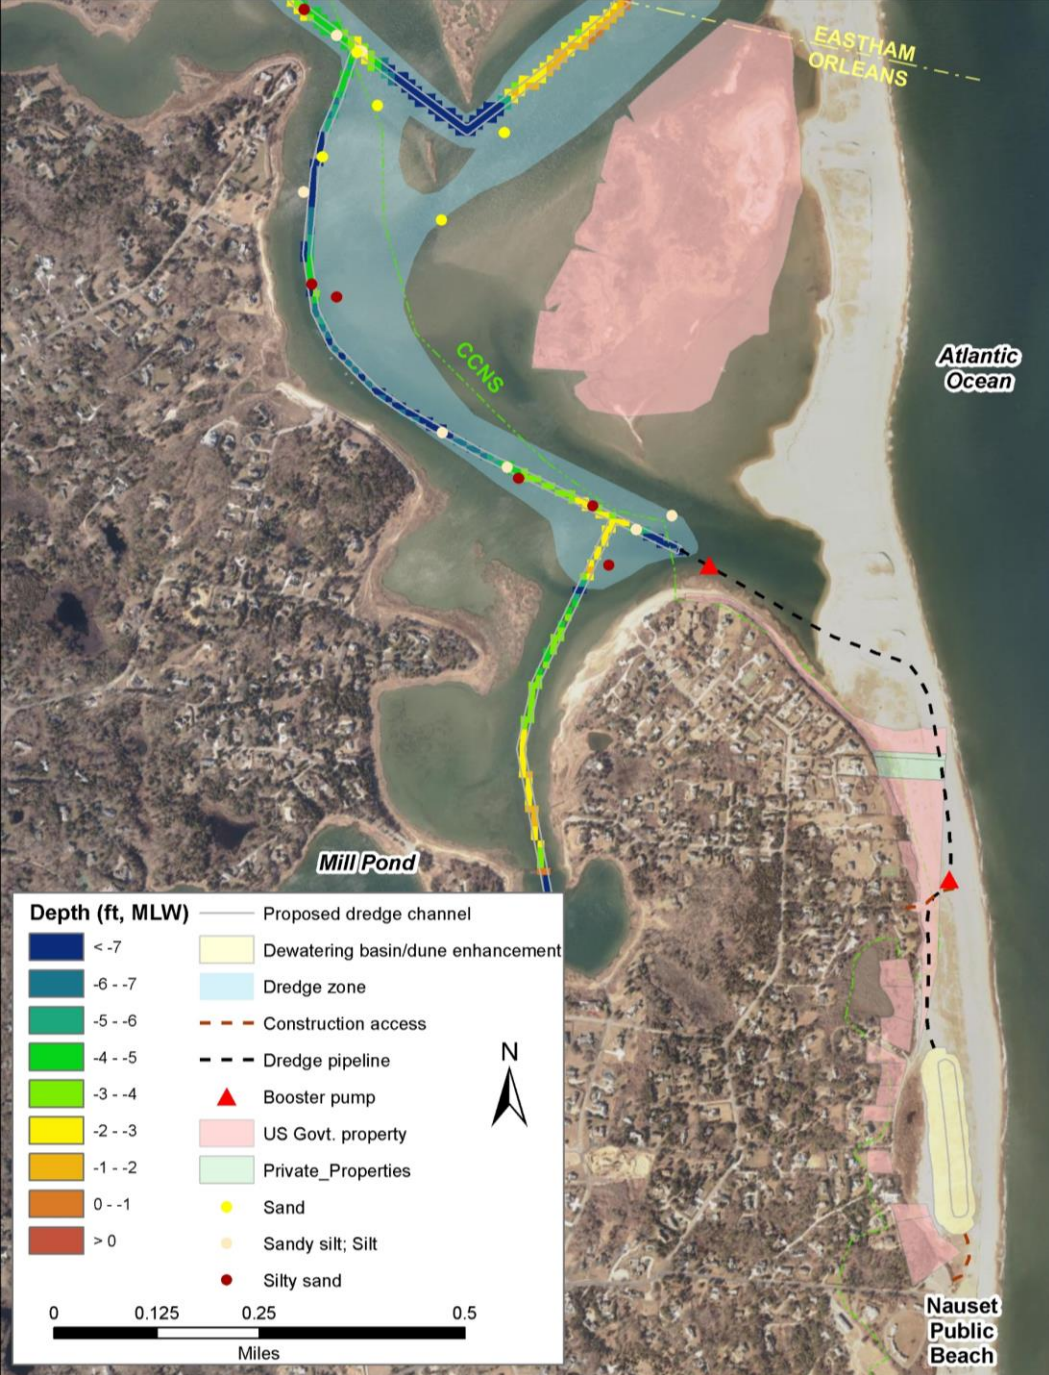 EASTHAM
ORLEANS
Atlantic
Ocean
CCNS
Mill Pond
Depth (ft, MLW)
< -7
-6 - -7
-5 - -6
-4 - -5
-3 - -4
-2 - -3
-1 - -2
0 - -1
> 0
Proposed dredge channel
Dewatering basin/dune enhancement
Dredge zone
Construction access
Dredge pipeline
Booster pump
US Govt. property
Private_Properties
Sand
Sandy silt; Silt
Silty sand
N
0 0.125 0.25 0.5
Miles
Nauset
Public
Beach